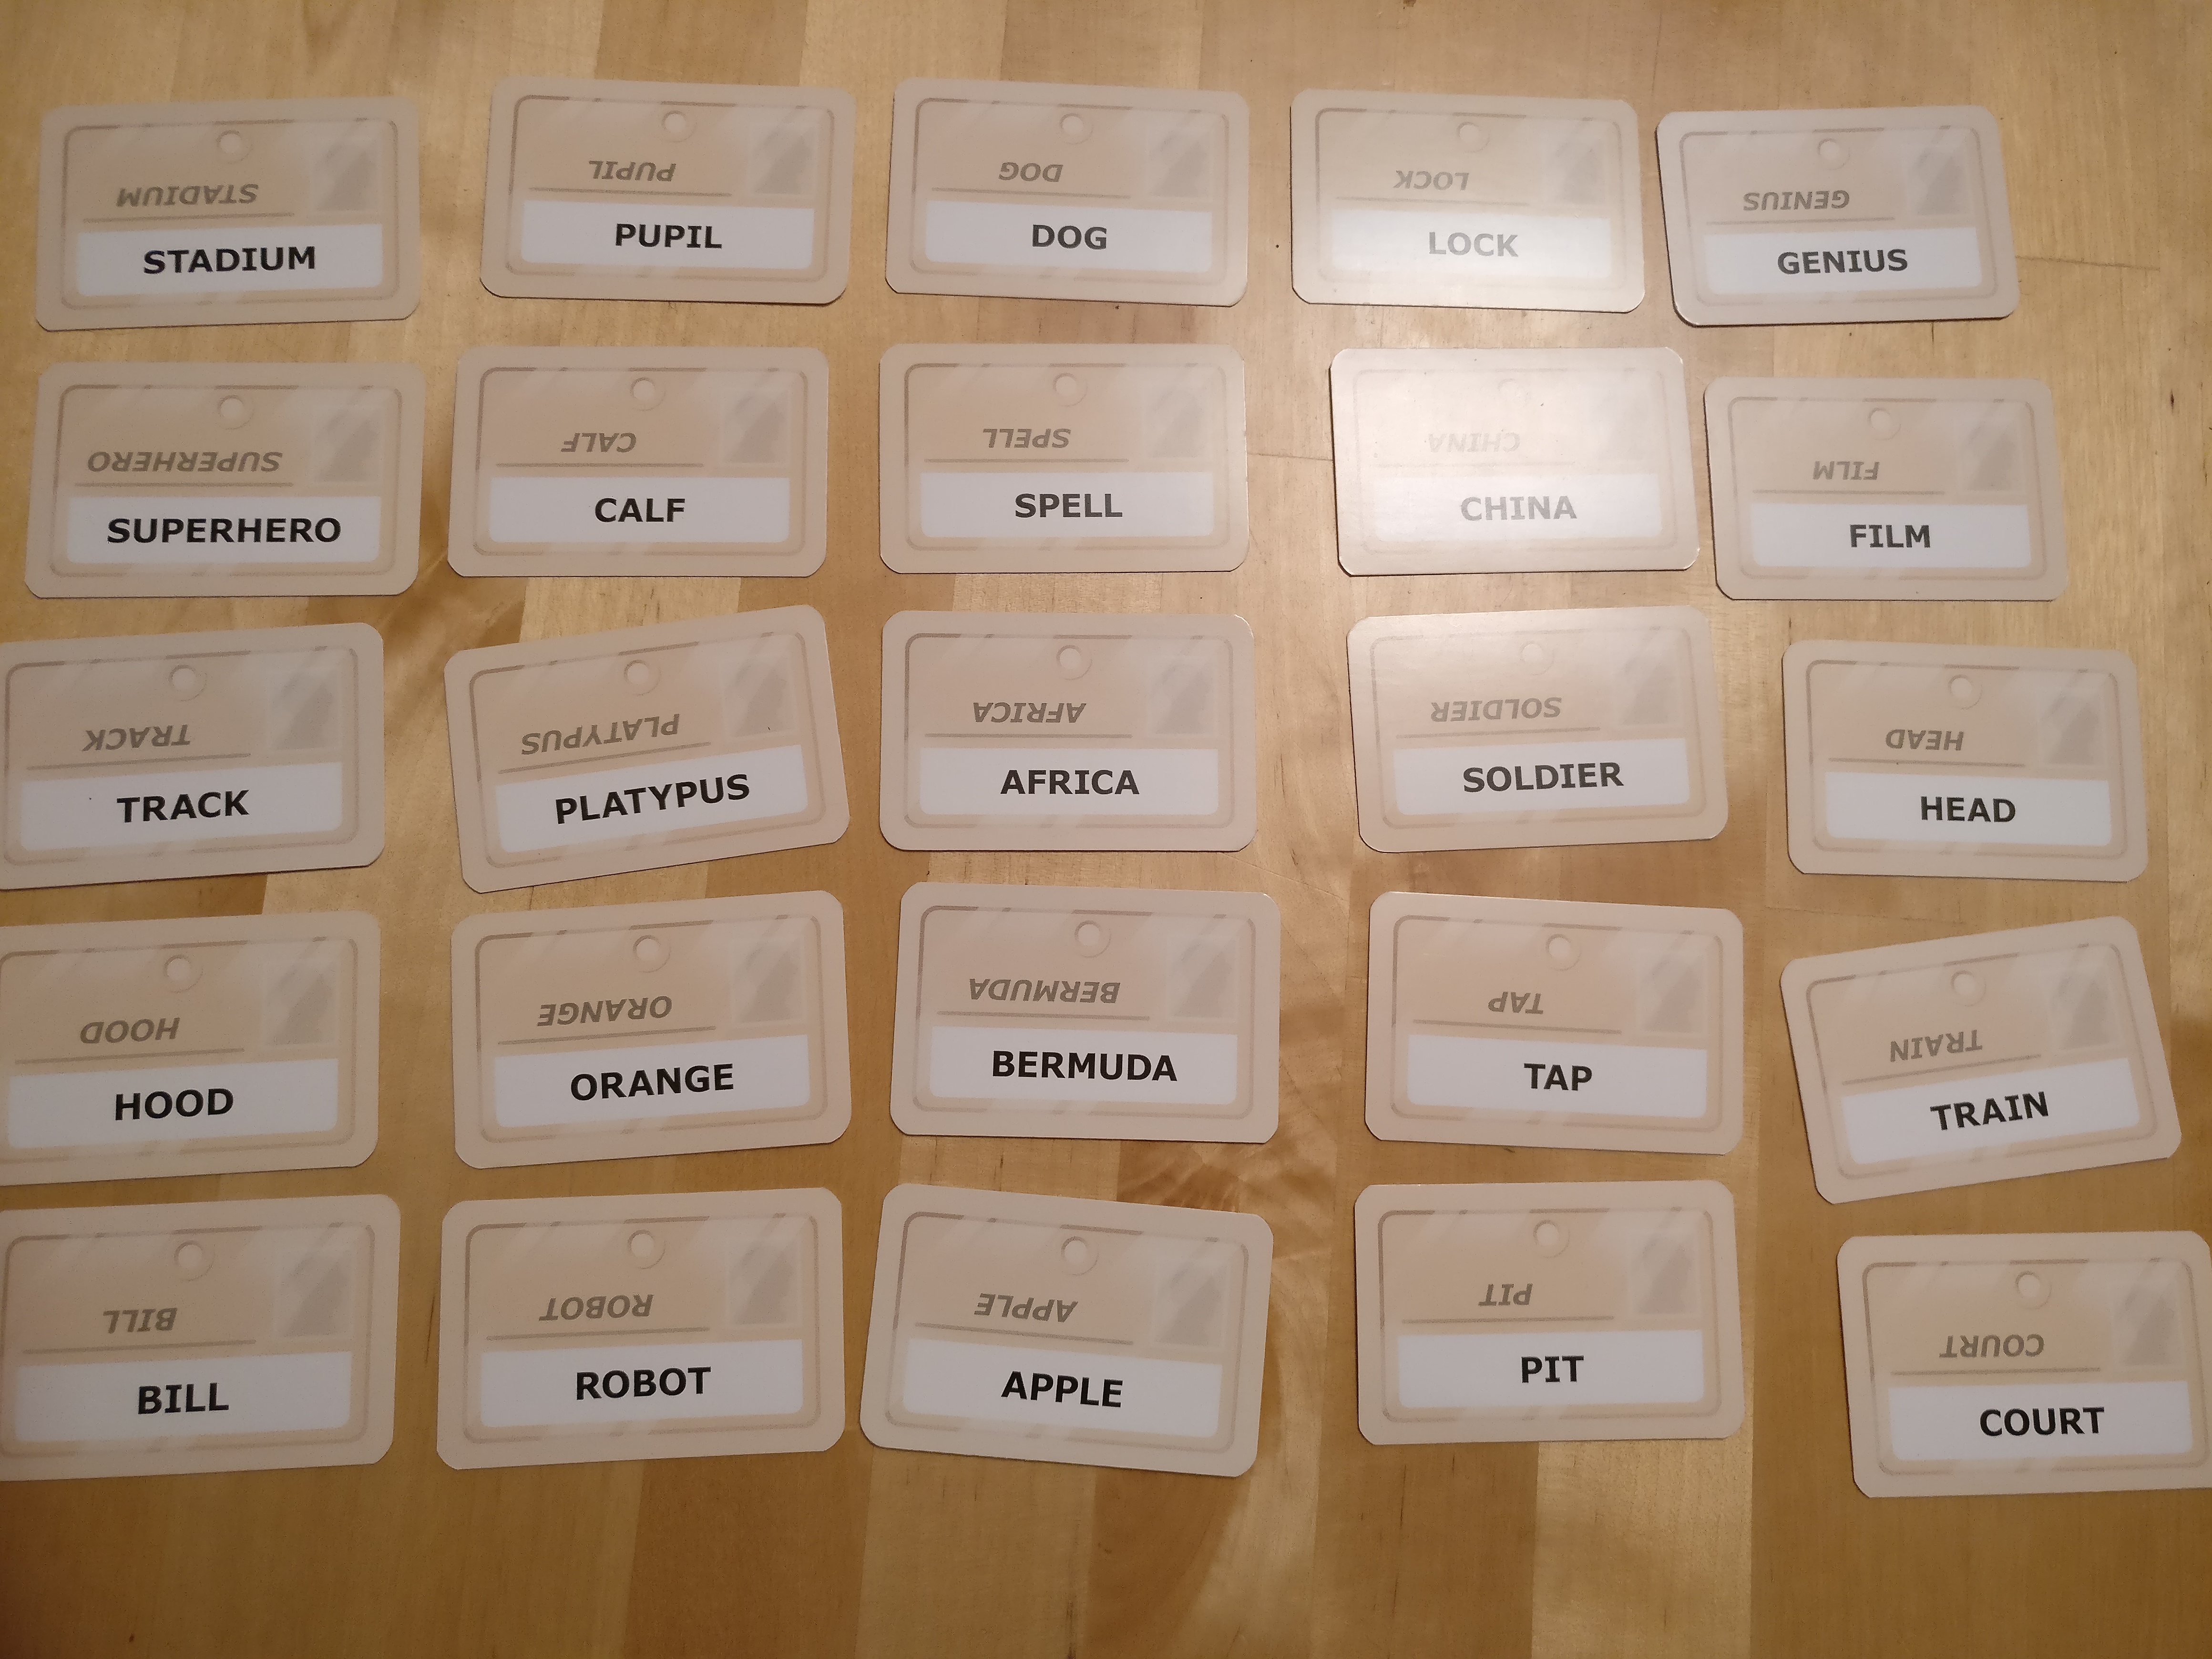 STADIUM
STADIUM
PUPIL
PUPIL
DOG
DOG
LOCK
LOCK
GENIUS
GENIUS
SUPERHERO
SUPERHERO
CALF
CALF
SPELL
SPELL
CHINA
CHINA
FILM
FILM
TRACK
TRACK
PLATYPUS
PLATYPUS
AFRICA
AFRICA
SOLDIER
SOLDIER
HEAD
HEAD
HOOD
HOOD
ORANGE
ORANGE
BERMUDA
BERMUDA
TAP
TAP
TRAIN
TRAIN
BILL
BILL
ROBOT
ROBOT
APPLE
APPLE
PIT
PIT
COURT
COURT